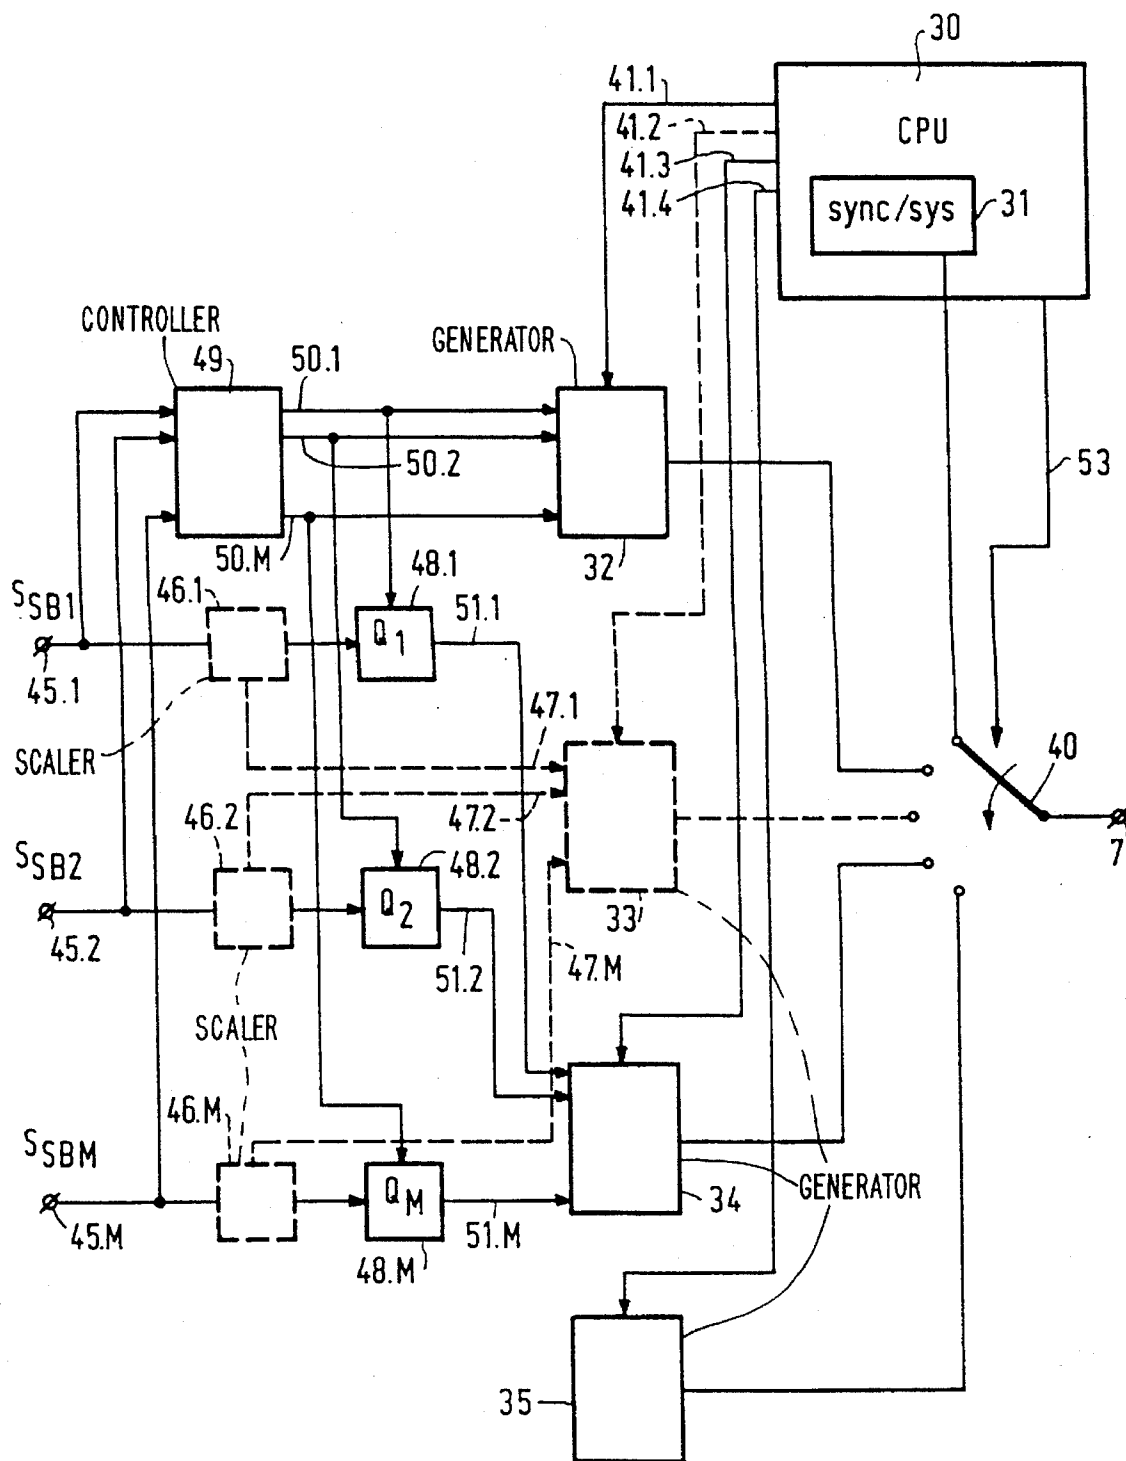 30
41.1
41.2
CPU
41.3
41.4
sync/sys
31
CONTROLLER
49
50.1
GENERATOR
50.2
53
50.M
32
SSB1
46.1
48.1
51.1
Q1
45.1
47.1
SCALER
40
46.2
47.2
7
SSB2
48.2
Q2
33
45.2
51.2
47.M
SCALER
46.M
SSBM
QM
34
GENERATOR
45.M
51.M
48.M
35